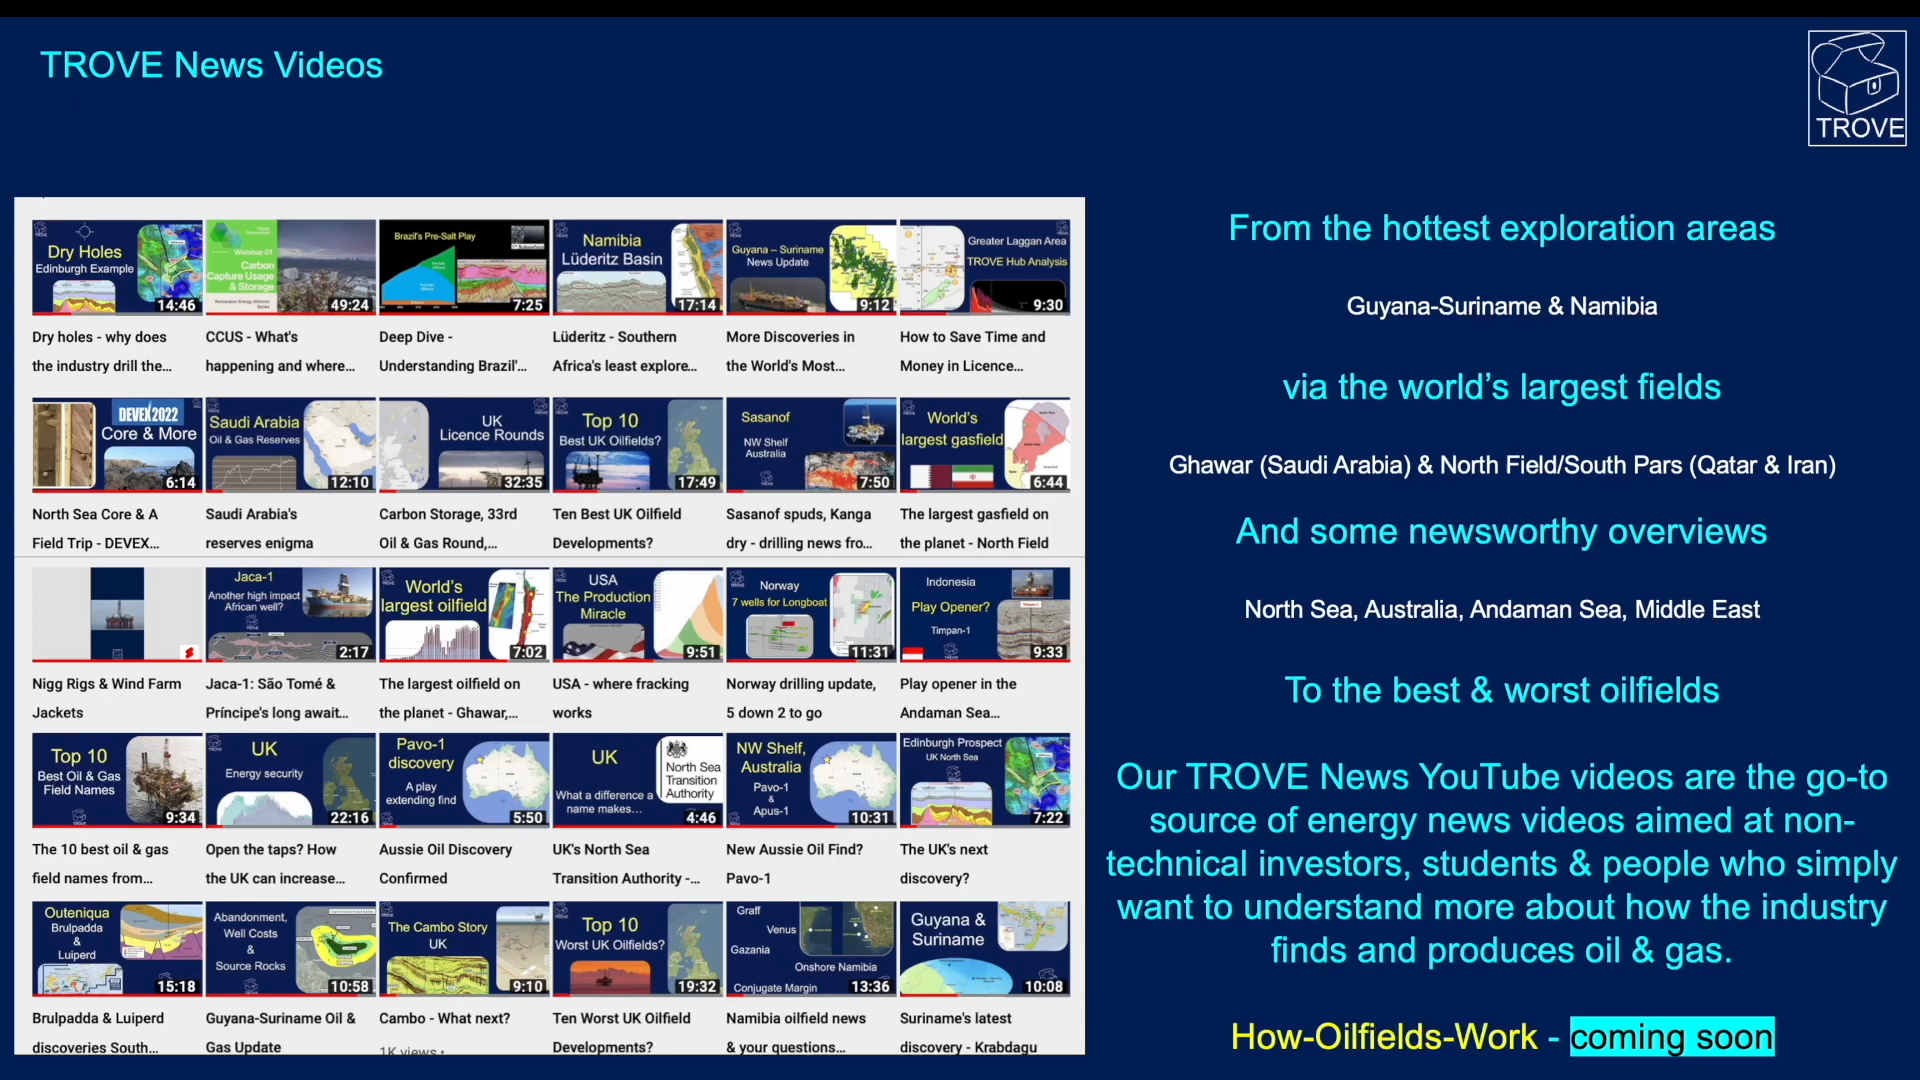 TROVE News Videos
TROVE
Dry Holes
Edinburgh Example
14:46
Dry holes - why does
the industry drill the...
Webinar 01
Carbon
Capture Usage
& Storage
49:24
CCUS - What's
happening and where...
Brazil's Pre-Salt Play
7:25
Deep Dive -
Understanding Brazil'...
Namibia
Lüderitz Basin
17:14
Lüderitz - Southern
Africa's least explore...
Guyana – Suriname
News Update
9:12
More Discoveries in
the World's Most...
Greater Laggan Area
TROVE Hub Analysis
9:30
How to Save Time and
Money in Licence...
DEVEX2022
Core & More
6:14
North Sea Core & A
Field Trip - DEVEX...
Saudi Arabia
Oil & Gas Reserves
12:10
Saudi Arabia's
reserves enigma
UK
Licence Rounds
32:35
Carbon Storage, 33rd
Oil & Gas Round,...
Top 10
Best UK Oilfields?
17:49
Ten Best UK Oilfield
Developments?
Sasanof
NW Shelf
Australia
7:50
Sasanof spuds, Kanga
dry - drilling news fro...
World's
largest gasfield
6:44
The largest gasfield on
the planet - North Field
Nigg Rigs & Wind Farm
Jackets
Jaca-1
Another high impact
African well?
2:17
Jaca-1: São Tomé &
Príncipe's long await...
World's
largest oilfield
7:02
The largest oilfield on
the planet - Ghawar,...
USA
The Production
Miracle
9:51
USA - where fracking
works
Norway
7 wells for Longboat
11:31
Norway drilling update,
5 down 2 to go
Indonesia
Play Opener?
Timpan-1
9:33
Play opener in the
Andaman Sea...
Top 10
Best Oil & Gas
Field Names
9:34
The 10 best oil & gas
field names from...
UK
Energy security
22:16
Open the taps? How
the UK can increase...
Pavo-1
discovery
A play
extending find
5:50
Aussie Oil Discovery
Confirmed
UK
What a difference a
name makes...
North Sea
Transition
Authority
4:46
UK's North Sea
Transition Authority -...
NW Shelf,
Australia
Pavo-1
&
Apus-1
10:31
New Aussie Oil Find?
Pavo-1
Edinburgh Prospect
UK North Sea
7:22
The UK's next
discovery?
Outeniqua
Brulpadda
&
Luiperd
15:18
Brulpadda & Luiperd
discoveries South...
Abandonment,
Well Costs
&
Source Rocks
10:58
Guyana-Suriname Oil &
Gas Update
The Cambo Story
UK
9:10
Cambo - What next?
1K views •
Top 10
Worst UK Oilfields?
19:32
Ten Worst UK Oilfield
Developments?
Graff
Venus
Gazania
Onshore Namibia
Conjugate Margin
13:36
Namibia oilfield news
& your questions...
Guyana &
Suriname
10:08
Suriname's latest
discovery - Krabdagu
From the hottest exploration areas
Guyana-Suriname & Namibia
via the world’s largest fields
Ghawar (Saudi Arabia) & North Field/South Pars (Qatar & Iran)
And some newsworthy overviews
North Sea, Australia, Andaman Sea, Middle East
To the best & worst oilfields
Our TROVE News YouTube videos are the go-to
source of energy news videos aimed at non-
technical investors, students & people who simply
want to understand more about how the industry
finds and produces oil & gas.
How-Oilfields-Work - coming soon